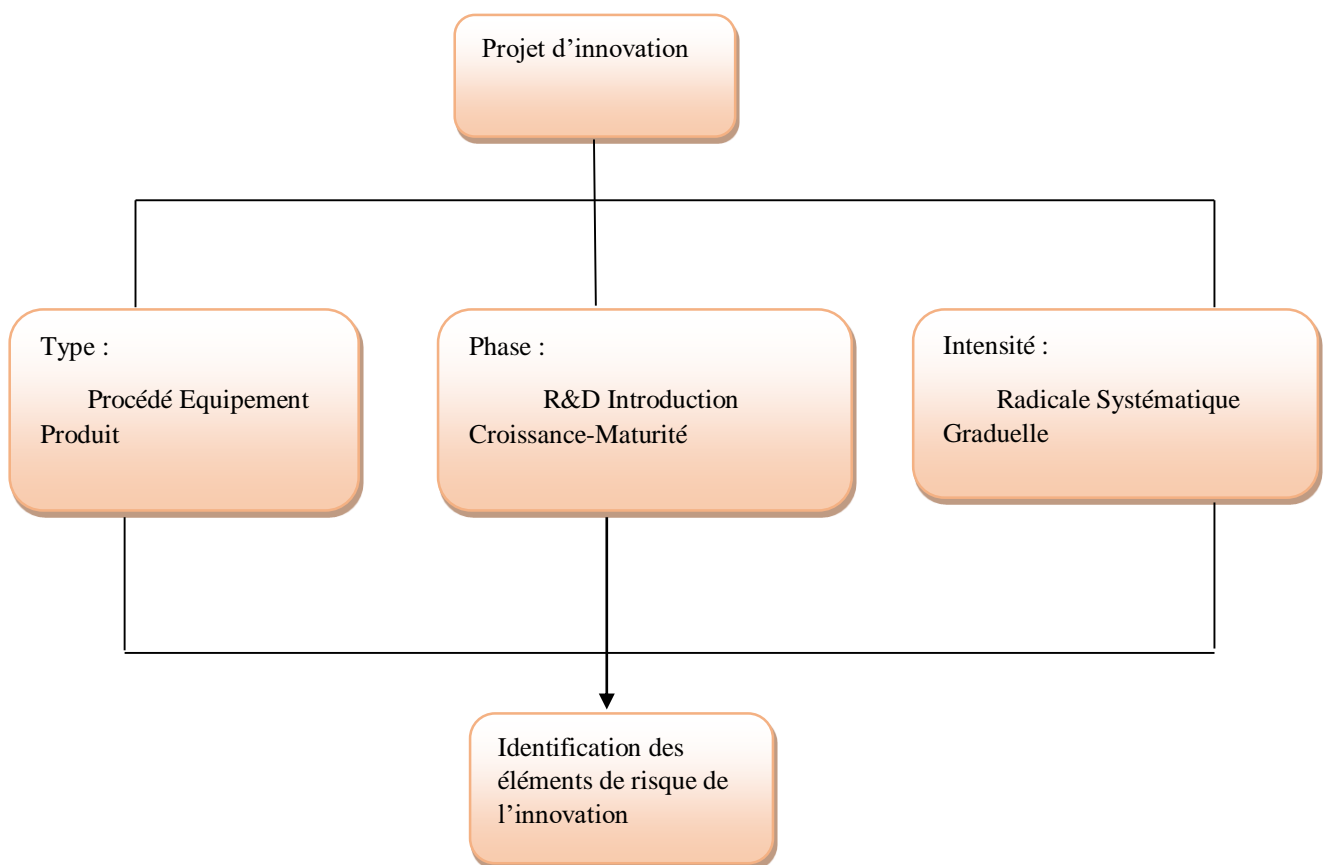 Projet d’innovation
Type :
Procédé Equipement
Produit
Phase :
R&D Introduction
Croissance-Maturité
Intensité :
Radicale Systématique
Graduelle
Identification des
éléments de risque de
l’innovation